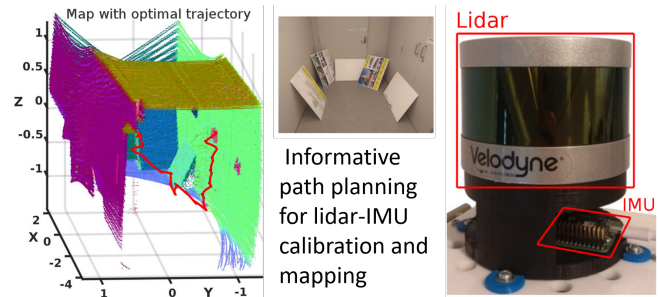 Map with optimal trajectory
1
0.5
Z
0
-0.5
-1
2
X 0
-2
-4
1
0
Y
-1
Informative
path planning
for lidar-IMU
calibration and
mapping
Lidar
Velodyne
IMU